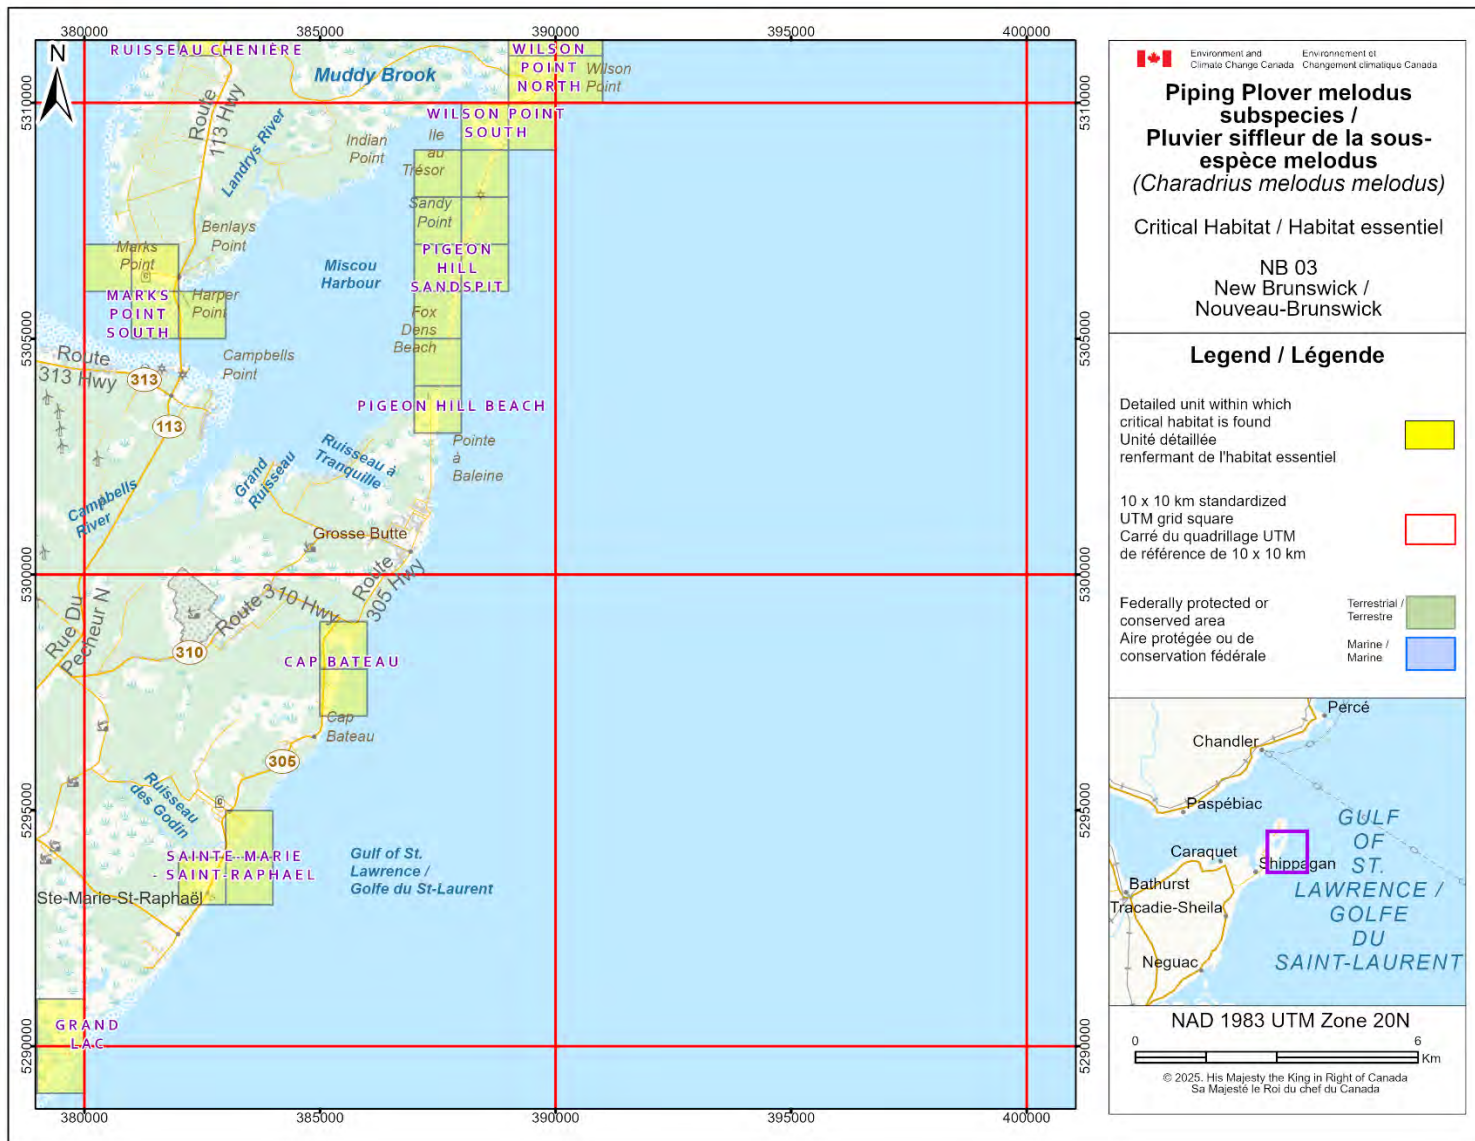 380000
385000
390000
395000
400000
N
RUISSEAU CHENIÈRE
Muddy Brook
WILSON
POINT
NORTH
Wilson
Point
5310000
5310000
Route
113 Hwy
Landrys River
WILSON POINT
SOUTH
Indian
Point
Ile
au
Trésor
Sandy
Point
Benlays
Point
Marks
Point
Miscou
Harbour
PIGEON
HILL
SANDSPIT
MARKS
POINT
SOUTH
Harper
Point
Fox
Dens
Beach
5305000
5305000
Route
313 Hwy
313
Campbells
Point
113
PIGEON HILL BEACH
Pointe
à
Baleine
Ruisseau à
Tranquille
Grand
Ruisseau
Campbells
River
Grosse Butte
5300000
5300000
Route
305 Hwy
Route 310 Hwy
Rue Du
Pecheur N
310
CAP BATEAU
Cap
Bateau
305
5295000
5295000
Ruisseau
des Godin
SAINTE-MARIE
- SAINT-RAPHAEL
Gulf of St.
Lawrence /
Golfe du St-Laurent
Ste-Marie-St-Raphaël
GRAND
LAC
5290000
5290000
380000
385000
390000
395000
400000
Environment and
Climate Change Canada
Environnement et
Changement climatique Canada
Piping Plover melodus
subspecies /
Pluvier siffleur de la sous-
espèce melodus
(Charadrius melodus melodus)
Critical Habitat / Habitat essentiel
NB 03
New Brunswick /
Nouveau-Brunswick
Legend / Légende
Detailed unit within which
critical habitat is found
Unité détaillée
renfermant de l'habitat essentiel
10 x 10 km standardized
UTM grid square
Carré du quadrillage UTM
de référence de 10 x 10 km
Federally protected or
conserved area
Aire protégée ou de
conservation fédérale
Terrestrial /
Terrestre
Marine /
Marine
Percé
Chandler
Paspébiac
Caraquet
Shippagan
Bathurst
Tracadie-Sheila
Neguac
GULF
OF
ST.
LAWRENCE /
GOLFE
DU
SAINT-LAURENT
NAD 1983 UTM Zone 20N
0
6
Km
© 2025. His Majesty the King in Right of Canada
Sa Majesté le Roi du chef du Canada